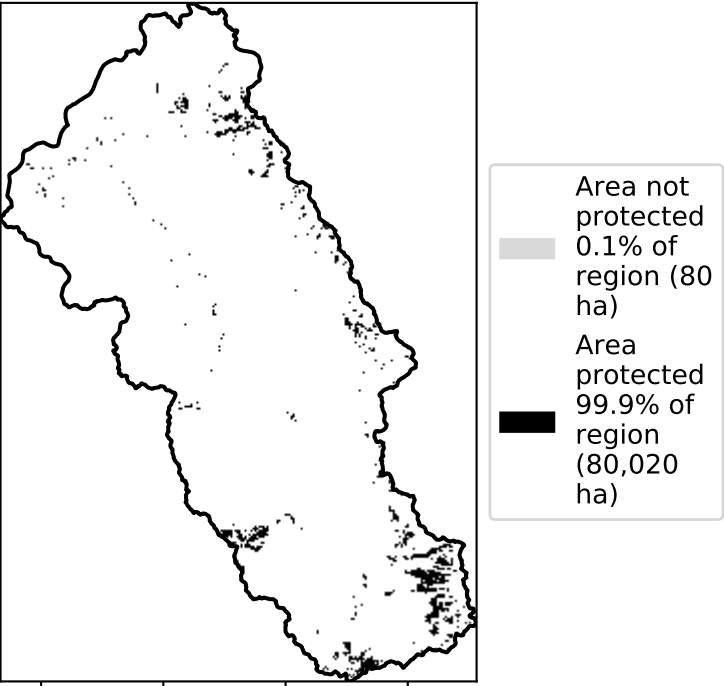 Area not
protected
0.1% of
region (80
ha)
Area
protected
99.9% of
region
(80,020
ha)